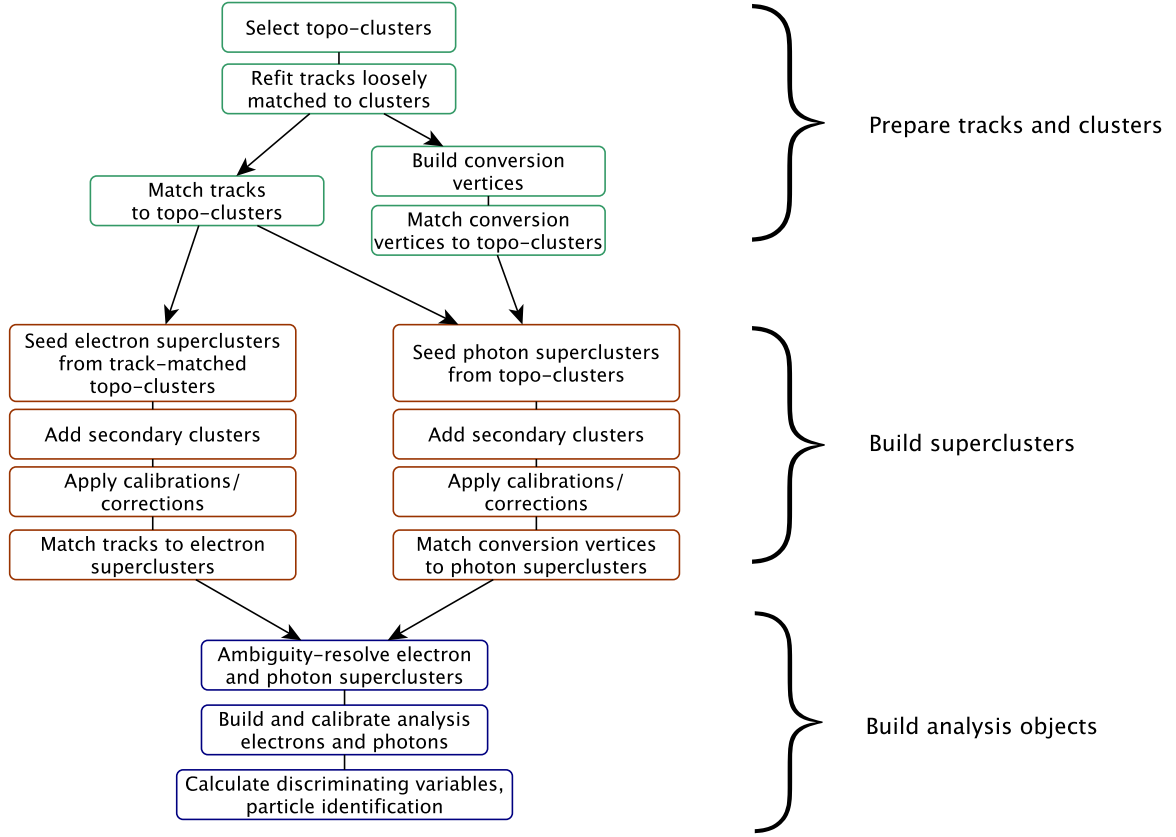 Select topo-clusters
Refit tracks loosely
matched to clusters
Build conversion
vertices
Match tracks
to topo-clusters
Match conversion
vertices to topo-clusters
Prepare tracks and clusters
Seed electron superclusters
from track-matched
topo-clusters
Seed photon superclusters
from topo-clusters
Add secondary clusters
Add secondary clusters
Apply calibrations/
corrections
Apply calibrations/
corrections
Match tracks to electron
superclusters
Match conversion vertices
to photon superclusters
Build superclusters
Ambiguity-resolve electron
and photon superclusters
Build and calibrate analysis
electrons and photons
Calculate discriminating variables,
particle identification
Build analysis objects